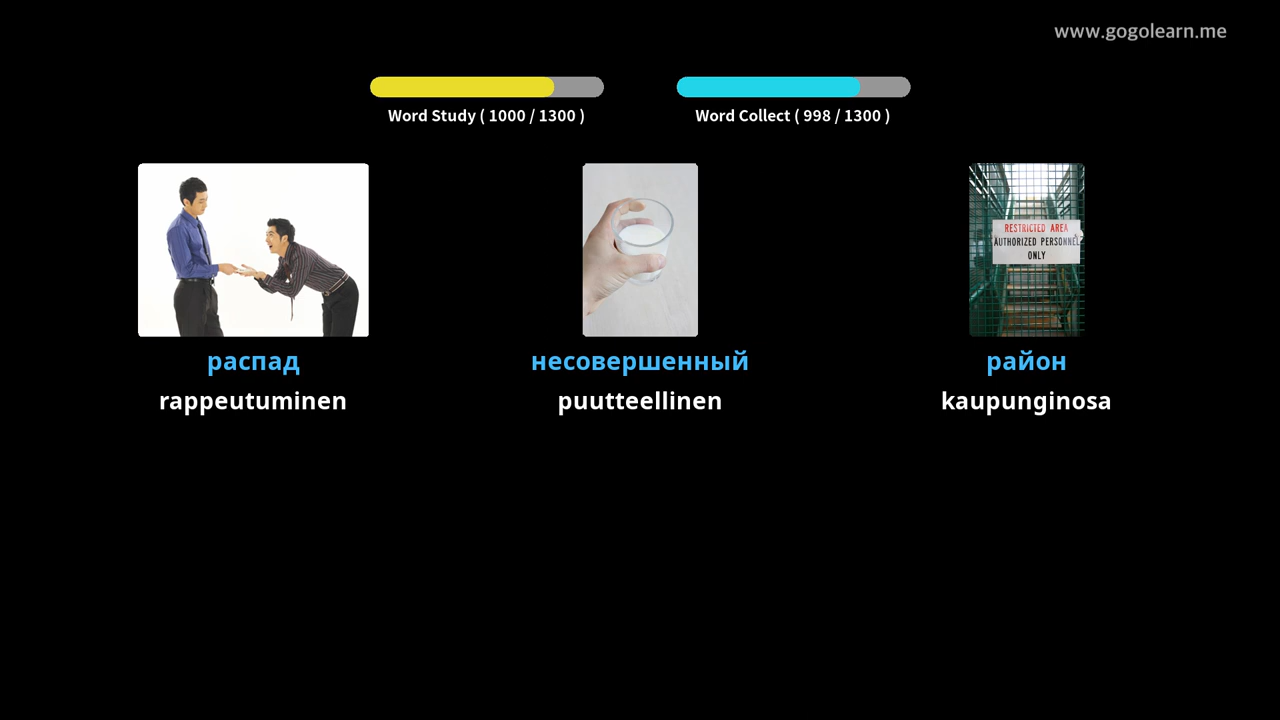 www.gogolearn.me
Word Study ( 1000 / 1300 )
Word Collect ( 998 / 1300 )
RESTRICTED AREA
AUTHORIZED PERSONNEL
ONLY
распад
несовершенный
район
rappeutuminen
puutteellinen
kaupunginosa